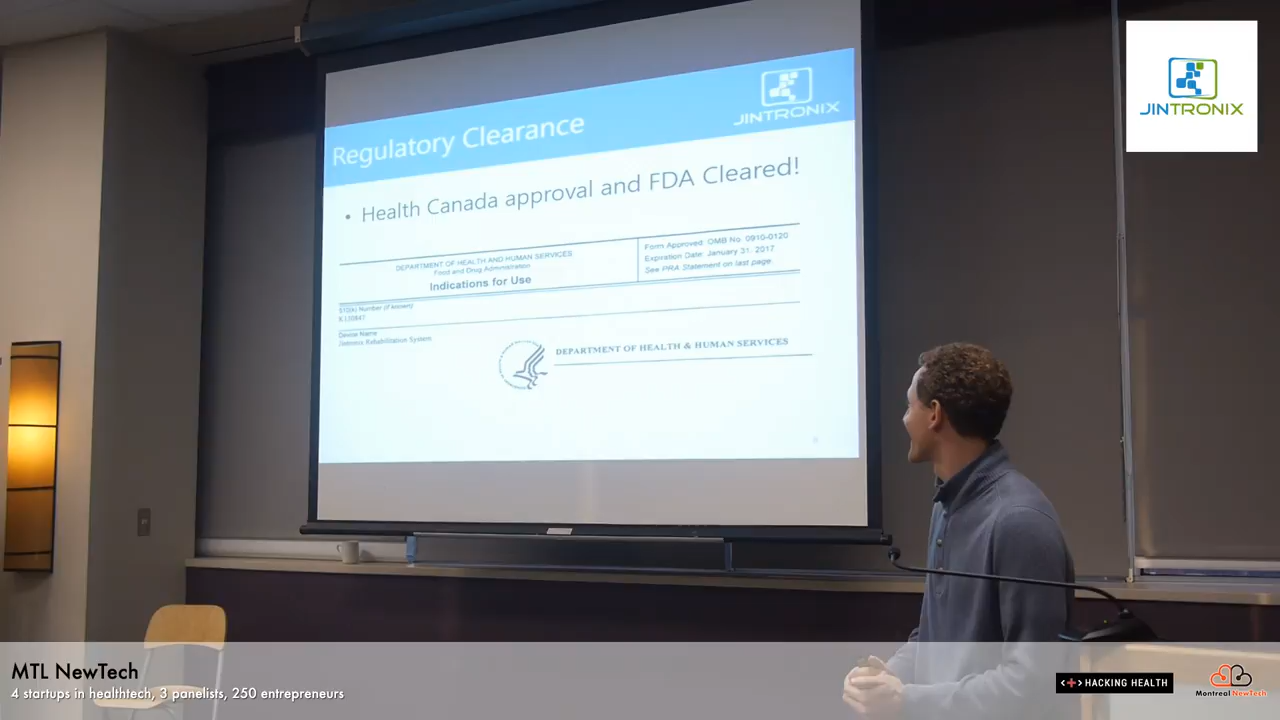 Regulatory Clearance
JINTRONIX
• Health Canada approval and FDA Cleared!
DEPARTMENT OF HEALTH AND HUMAN SERVICES
Food and Drug Administration
Indications for Use
Form Approved: OMB No. 0910-0120
Expiration Date: January 31, 2017
See PRA Statement on last page.
510(k) Number (if known)
Device Name
Jintronix Rehabilitation System
DEPARTMENT OF HEALTH & HUMAN SERVICES
JINTRONIX
MTL NewTech
4 startups in healthtech, 3 panelists, 250 entrepreneurs
<+> HACKING HEALTH
Montreal NewTech